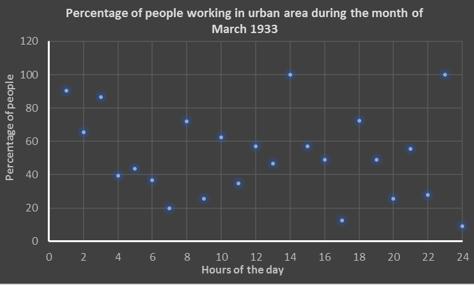 Percentage of people working in urban area during the month of
March 1933
120
100
80
60
40
20
0
Percentage of people
0 2 4 6 8 10 12 14 16 18 20 22 24
Hours of the day